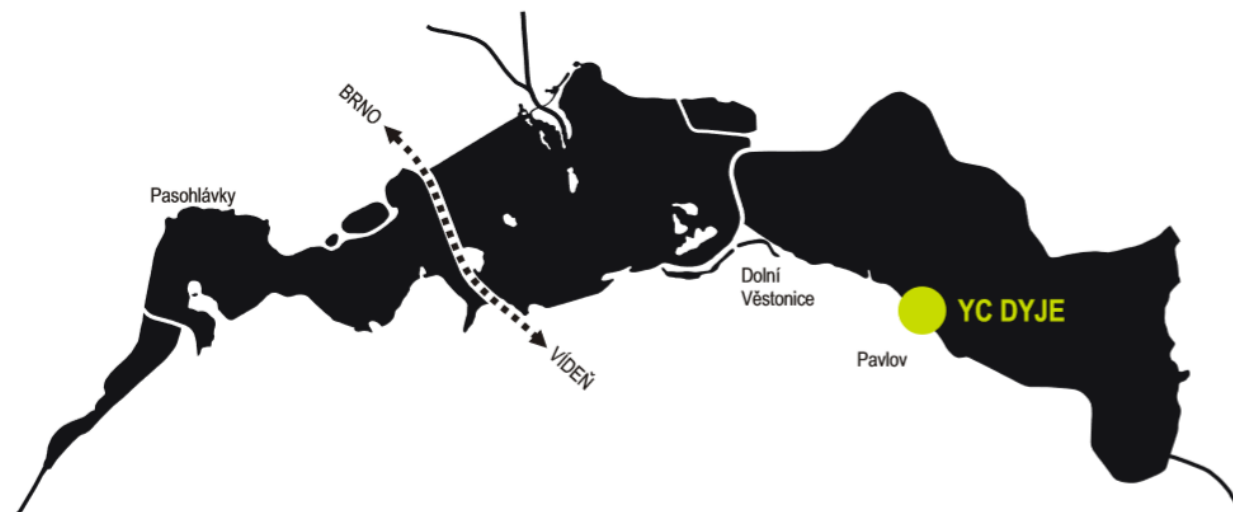 BRNO
Pasohlávky
Dolní
Věstonice
YC DYJE
VÍDEŇ
Pavlov